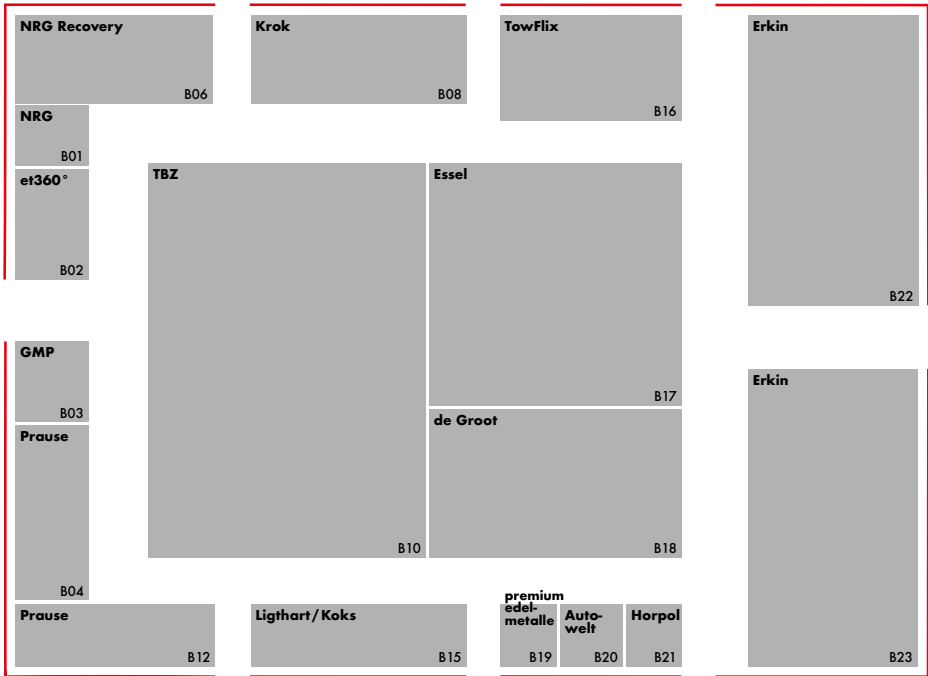 NRG Recovery
B06
Krok
B08
TowFlix
B16
Erkin
B22
NRG
B01
et360°
B02
TBZ
B10
Essel
B17
GMP
B03
Prause
B04
de Groot
B18
Erkin
B23
Prause
B12
Ligthart/Koks
B15
premium
edel-
metalle
B19
Auto-
welt
B20
Horpol
B21